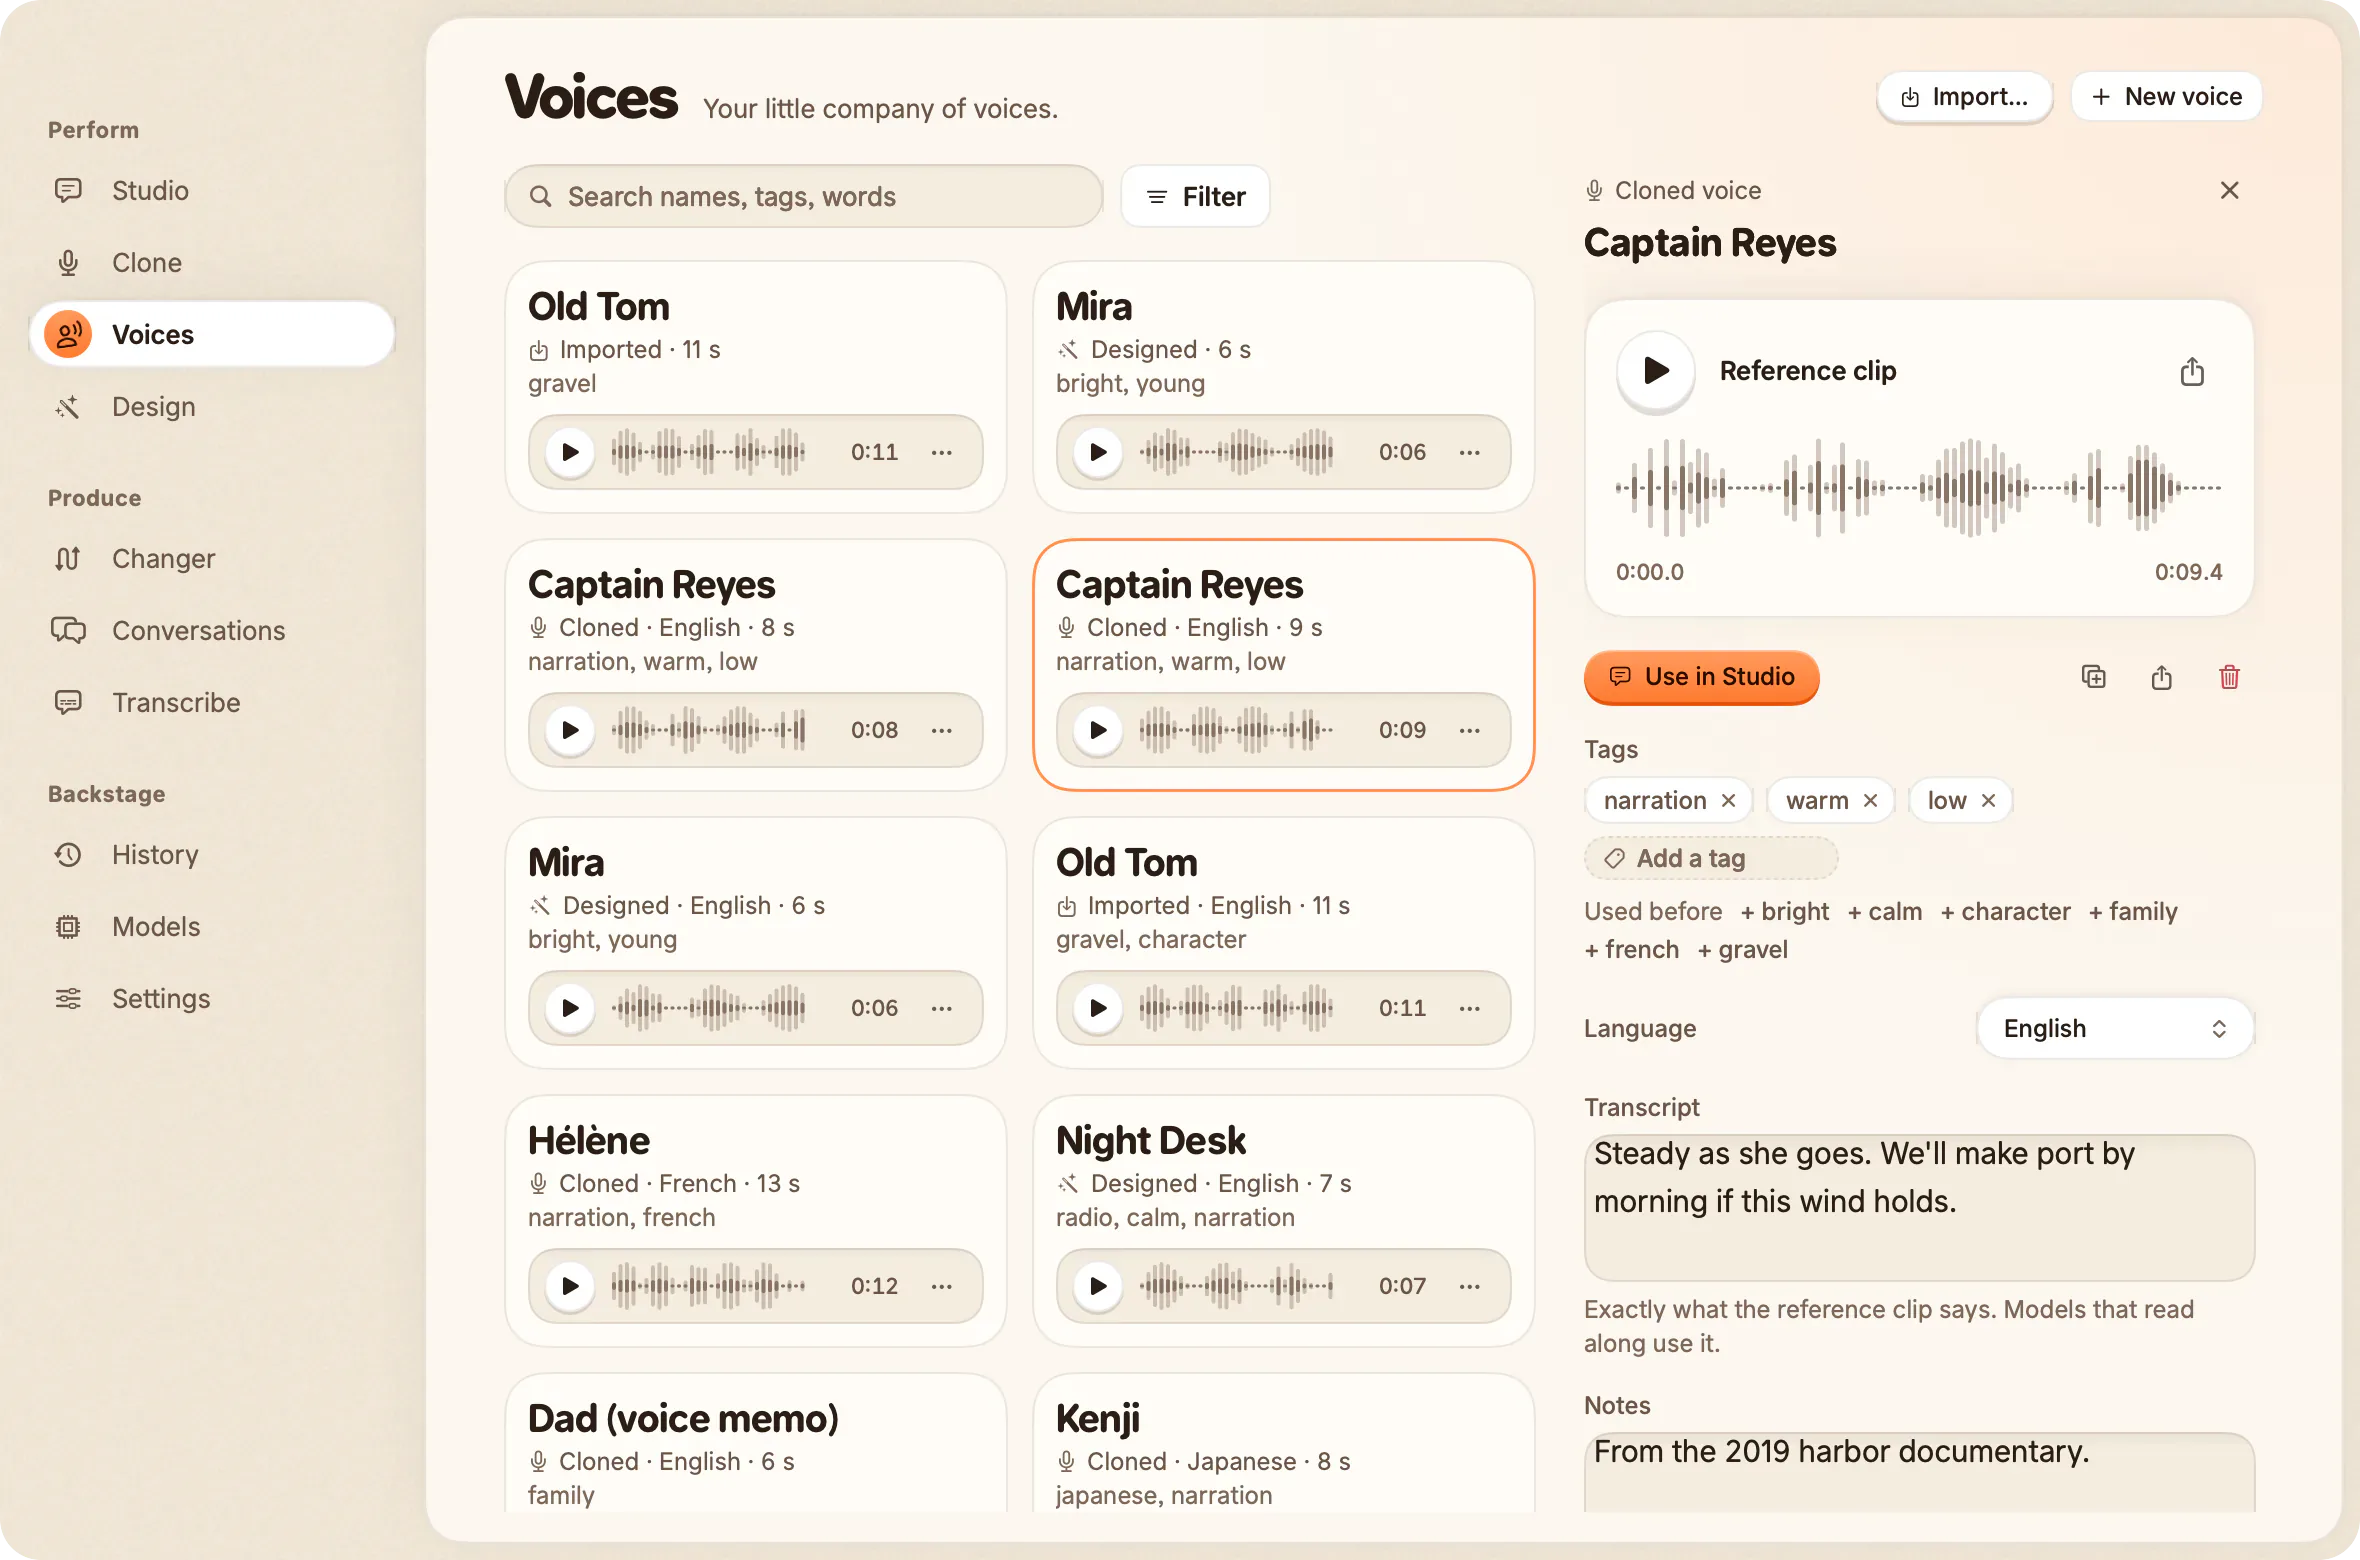 Perform
Studio
Clone
Voices
Design
Produce
Changer
Conversations
Transcribe
Backstage
History
Models
Settings
Voices Your little company of voices.
Import...
+ New voice
Search names, tags, words
Filter
Old Tom
Imported · 11 s
gravel
0:11
Mira
Designed · 6 s
bright, young
0:06
Captain Reyes
Cloned · English · 8 s
narration, warm, low
0:08
Captain Reyes
Cloned · English · 9 s
narration, warm, low
0:09
Mira
Designed · English · 6 s
bright, young
0:06
Old Tom
Imported · English · 11 s
gravel, character
0:11
Hélène
Cloned · French · 13 s
narration, french
0:12
Night Desk
Designed · English · 7 s
radio, calm, narration
0:07
Dad (voice memo)
Cloned · English · 6 s
family
Kenji
Cloned · Japanese · 8 s
japanese, narration
Cloned voice
Captain Reyes
Reference clip
0:00.0 0:09.4
Use in Studio
Tags
narration × warm × low ×
Add a tag
Used before + bright + calm + character + family
+ french + gravel
Language English
Transcript
Steady as she goes. We'll make port by
morning if this wind holds.
Exactly what the reference clip says. Models that read
along use it.
Notes
From the 2019 harbor documentary.